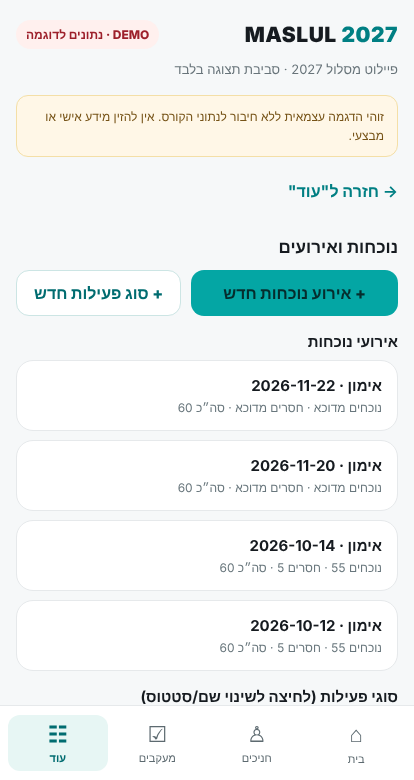 MASLUL 2027
DEMO · נתונים לדוגמה
פיילוט מסלול 2027 · סביבת תצוגה בלבד
זוהי הדגמה עצמאית ללא חיבור לנתוני הקורס. אין להזין מידע אישי או
מבצעי.
→ חזרה ל"עוד"
נוכחות ואירועים
+ אירוע נוכחות חדש
+ סוג פעילות חדש
אירועי נוכחות
אימון · 2026-11-22
נוכחים מדוכא · חסרים מדוכא · סה״כ 60
אימון · 2026-11-20
נוכחים מדוכא · חסרים מדוכא · סה״כ 60
אימון · 2026-10-14
נוכחים 55 · חסרים 5 · סה״כ 60
אימון · 2026-10-12
נוכחים 55 · חסרים 5 · סה״כ 60
סוגי פעילות (לחיצה לשינוי שם/סטטוס)
בית
חניכים
מעקבים
עוד